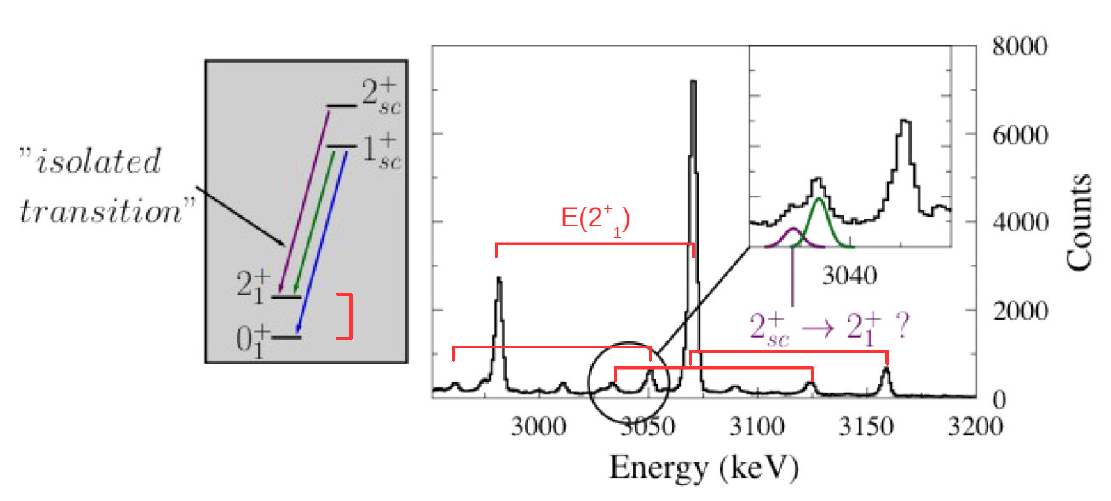 "isolated
transition"
2⁺sc
1⁺sc
2⁺₁
0⁺₁
E(2⁺₁)
3040
2⁺sc → 2⁺₁ ?
8000
6000
4000
2000
0
Counts
3000
3050
3100
3150
3200
Energy (keV)